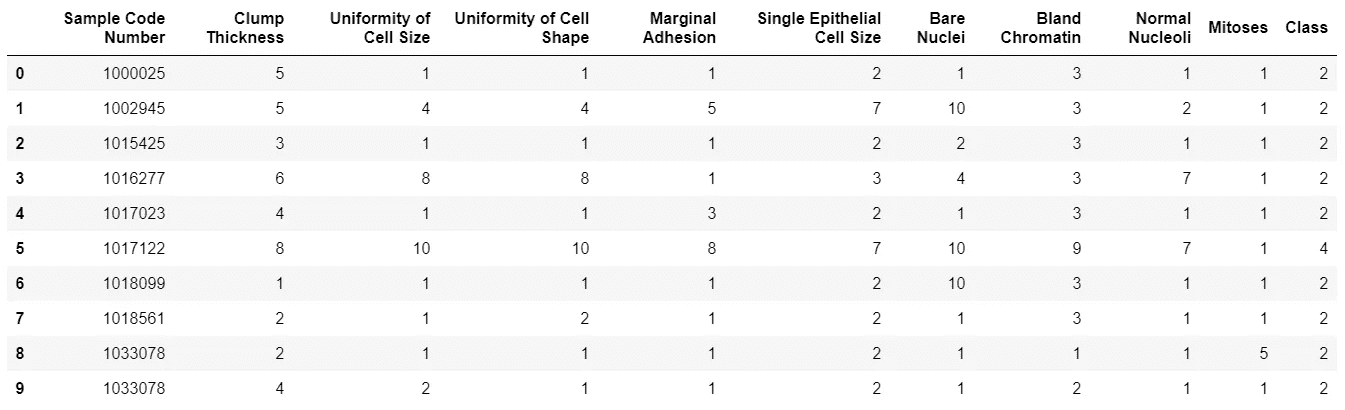 Sample Code Number Clump Thickness Uniformity of Cell Size Uniformity of Cell Shape Marginal Adhesion Single Epithelial Cell Size Bare Nuclei Bland Chromatin Normal Nucleoli Mitoses Class
0 1000025 5 1 1 1 2 1 3 1 1 2
1 1002945 5 4 4 5 7 10 3 2 1 2
2 1015425 3 1 1 1 2 2 3 1 1 2
3 1016277 6 8 8 1 3 4 3 7 1 2
4 1017023 4 1 1 3 2 1 3 1 1 2
5 1017122 8 10 10 8 7 10 9 7 1 4
6 1018099 1 1 1 1 2 10 3 1 1 2
7 1018561 2 1 2 1 2 1 3 1 1 2
8 1033078 2 1 1 1 2 1 1 1 5 2
9 1033078 4 2 1 1 2 1 2 1 1 2